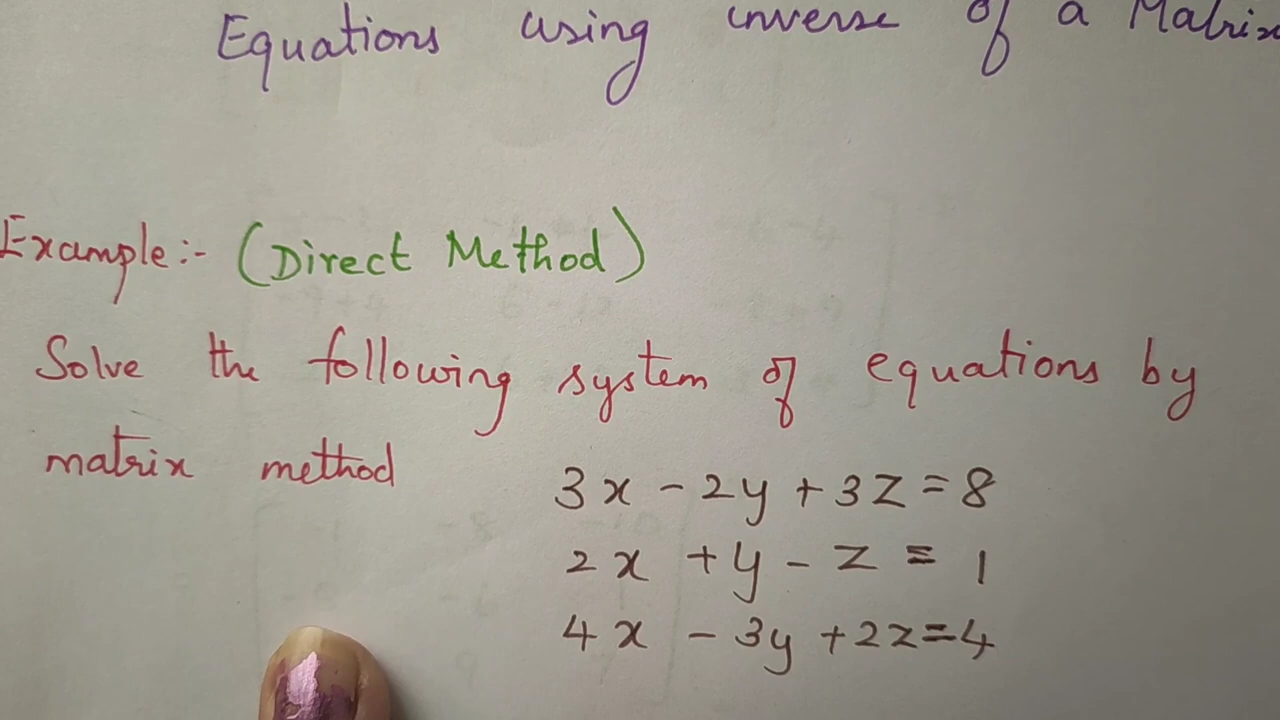 Equations using inverse of a Matrix
Example:- (Direct Method)
Solve the following system of equations by
matrix method
3x - 2y + 3z = 8
2x + y - z = 1
4x - 3y + 2z = 4